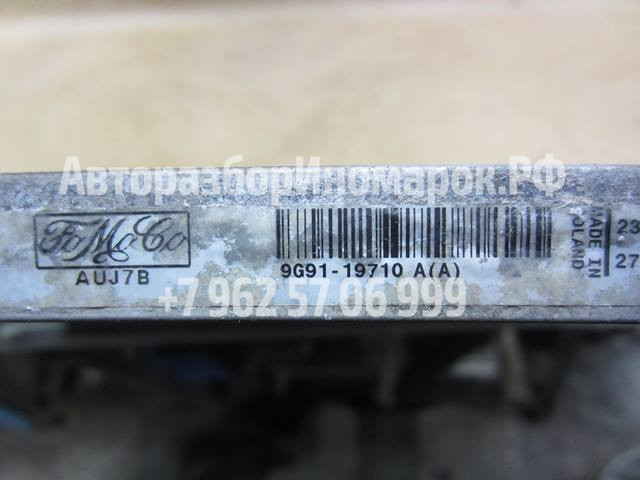 АвторазборИномарок.РФ
FoMoCo
AUJ7B
9G91-19710 A(A)
MADE IN
POLAND
23
27
+7 962 57 06 999